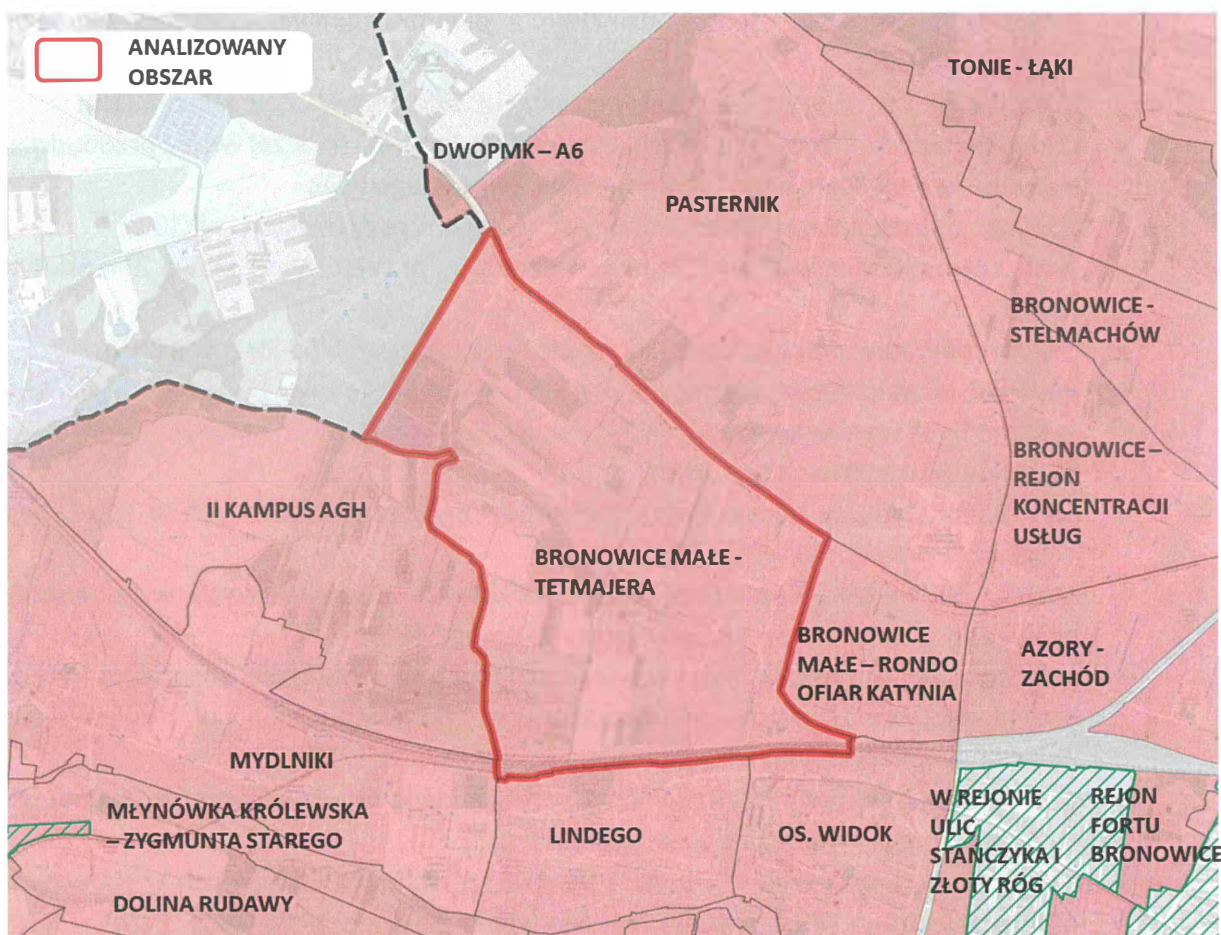 ANALIZOWANY
OBSZAR
TONIE - ŁĄKI
DWOPMK – A6
PASTERNIK
BRONOWICE -
STELMACHÓW
BRONOWICE –
REJON
KONCENTRACJI
USŁUG
II KAMPUS AGH
BRONOWICE MAŁE -
TETMAJERA
BRONOWICE
MAŁE – RONDO
OFIAR KATYNIA
AZORY -
ZACHÓD
MYDLNIKI
MŁYNÓWKA KRÓLEWSKA
– ZYGMUNTA STAREGO
LINDEGO
OS. WIDOK
W REJONIE
ULIC
STAŃCZYKA I
ZŁOTY RÓG
REJON
FORTU
BRONOWICE
DOLINA RUDAWY